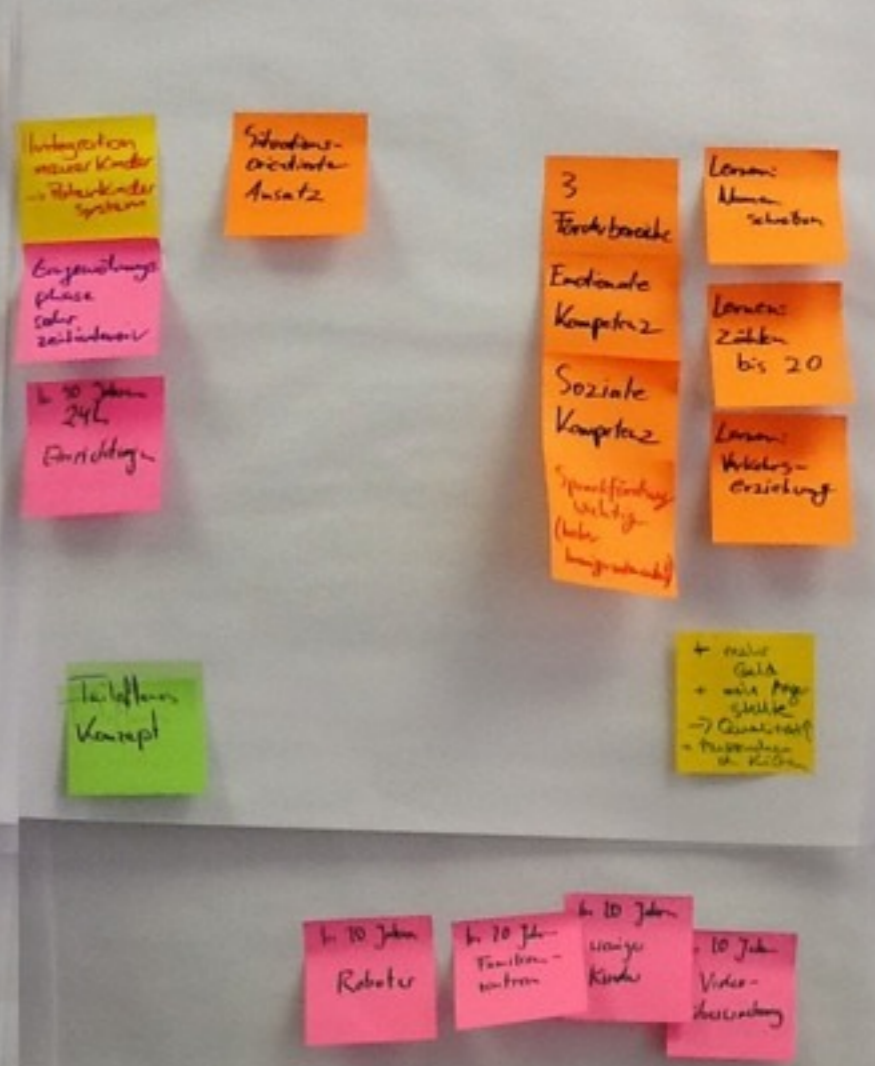 Integration
neuer Kinder
→ Patenkinder
System
Eingewöhnungs
phase
sehr
zeitintensiv
In 10 Jahren
24h
Einrichtungen
Situations-
orientierter
Ansatz
3
Förderbereiche
Emotionale
Kompetenz
Soziale
Kompetenz
Sprachförderung
wichtig
Lernen:
Namen
schreiben
Lernen:
Zählen
bis 20
Lernen:
Verkehrs-
erziehung
Teiloffenes
Konzept
+ mehr
Geld
+ mehr Ange-
stellte
→ Qualität
In 10 Jahren
Roboter
In 10 Jahren
Familien-
zentren
In 10 Jahren
weniger
Kinder
10 Jahren
Video-
überwachung